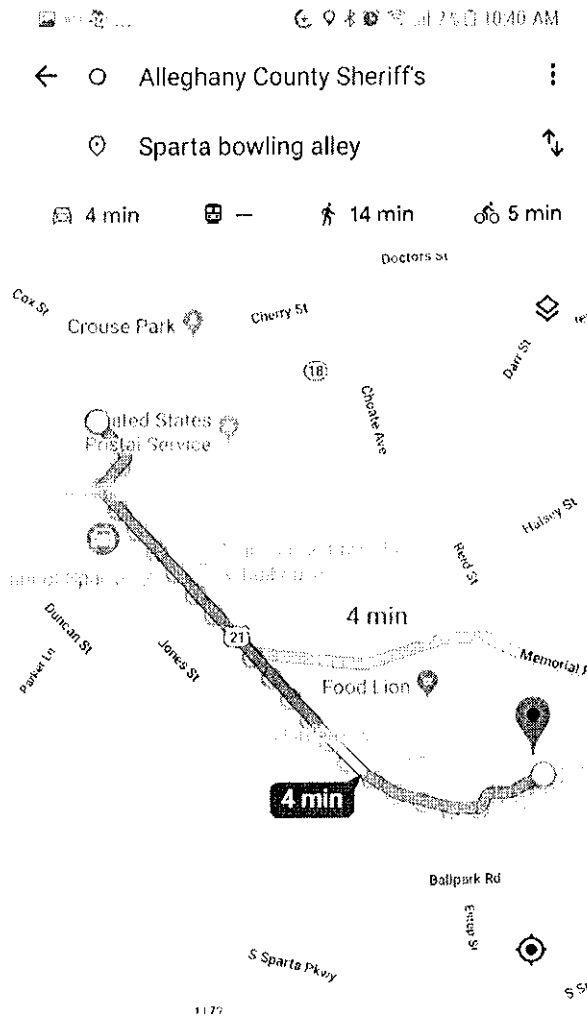 10:40 AM
Alleghany County Sheriff's
Sparta bowling alley
4 min
—
14 min
5 min
Doctors St
Cox St
Crouse Park
Cherry St
Darr St
18
Choate Ave
United States
Postal Service
Halsey St
Reid St
4 min
Duncan St
Parker Ln
Jones St
21
Memorial
Food Lion
4 min
Ballpark Rd
S Sparta Pkwy
1172